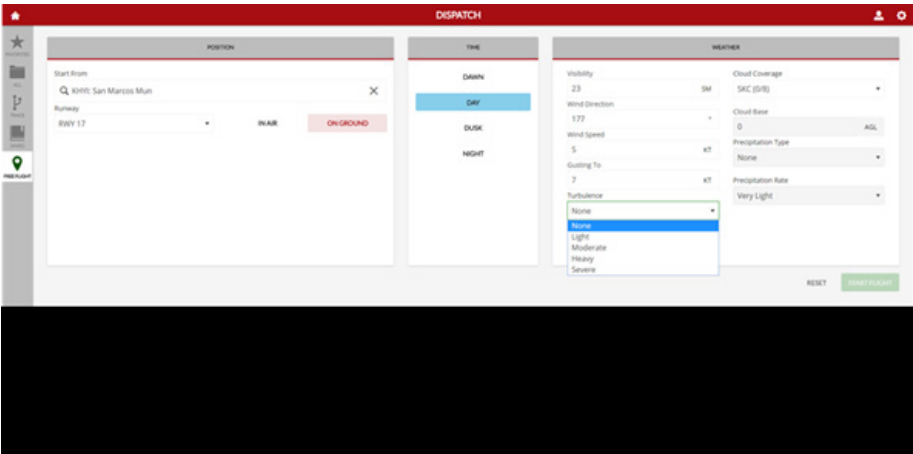 DISPATCH
FAVORITES
TRACE
FREE FLIGHT
POSITION
Start From
KHYI: San Marcos Mun
Runway
RWY 17
IN AIR
ON GROUND
TIME
DAWN
DAY
DUSK
NIGHT
WEATHER
Visibility
23 SM
Wind Direction
177 °
Wind Speed
5 KT
Gusting To
7 KT
Turbulence
None
None
Light
Moderate
Heavy
Severe
Cloud Coverage
SKC (0/8)
Cloud Base
0 AGL
Precipitation Type
None
Precipitation Rate
Very Light
RESET
START FLIGHT